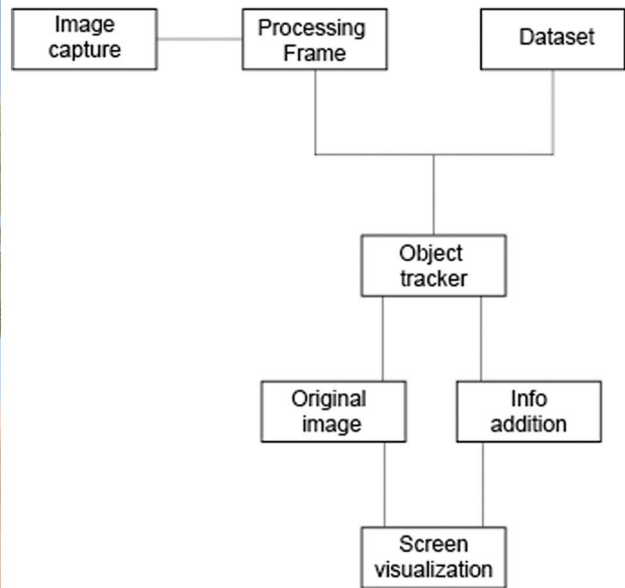 Image
capture
Processing
Frame
Dataset
Object
tracker
Original
image
Info
addition
Screen
visualization